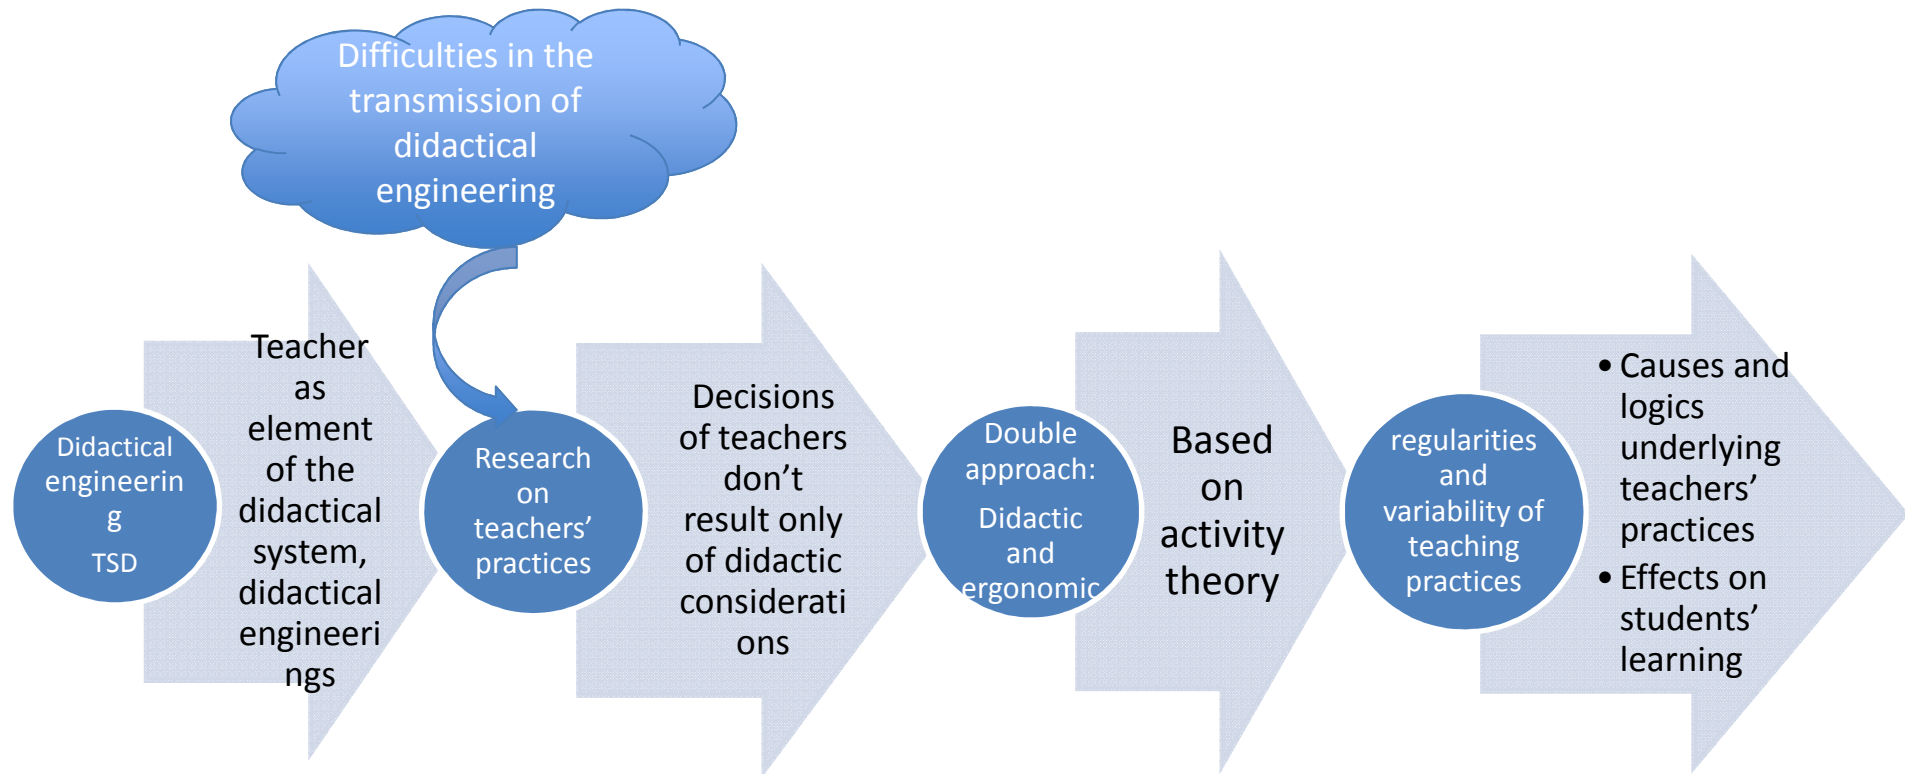 Difficulties in the
transmission of
didactical
engineering
Didactical
engineerin
g
TSD
Teacher
as
element
of the
didactical
system,
didactical
engineeri
ngs
Research
on
teachers’
practices
Decisions
of teachers
don’t
result only
of didactic
considerati
ons
Double
approach:
Didactic
and
ergonomic
Based
on
activity
theory
regularities
and
variability of
teaching
practices
• Causes and
logics
underlying
teachers’
practices
• Effects on
students’
learning